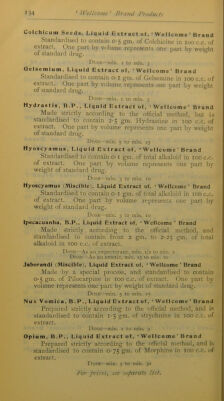 194 'Wellcome' Brand Products
Colchicum Seeds, Liquid Extract of, 'Wellcome' Brand
Standardised to contain 0·3 gm. of Colchicine in 100 c.c. of
extract. One part by volume represents one part by weight
of standard drug.
Dose—min. 2 to min. 5
Gelsemium, Liquid Extract of, 'Wellcome' Brand
Standardised to contain gm. of Gelsemine in 100 c.c. of
extract. One part by volume represents one part by weight
of standard drug.
Dose—min.
Hydrastis, B.P., Liquid Extract of, 'Wellcome' Brand
Made strictly according to the official method, but is
standardised to contain 2·5 gm. Hydrastine in 100 c.c. of
extract. One part by volume represents one part by weight
of standard drug.
Dose—min. 5 to min. 15
Hyoscyamus, Liquid Extract of, 'Wellcome' Brand
Standardised to contain 0·1 gm. of total alkaloid in 100 c.c.
of extract. One part by volume represents one part by
weight of standard drug.
Dose—min. 5 to min. 10
Hyoscyamus 'Miscible', Liquid Extract of, 'Wellcome' Brand
Standardised to contain 0·1 gm. of total alkaloid in 100 c.c.
of extract. One part by volume represents one part by
weight of standard drug.
Dose—min. 5 to min. 10
Ipecacuanha, B.P., Liquid Extract of, 'Wellcome' Brand
Made strictly according to the official method, and
standardised to contain from 2 gm. to 2·25 gm. of total
alkaloid in 100 c.c. of extract.
Dose—As an expectorant, min. 1/2 to min. 2
Dose—As an emetic, min. 15 to min. 20
Jaborandi 'Miscible', Liquid Extract of, 'Wellcome' Brand
Made by a special process, and standardised to contain
0·5 gm. of Pilocarpine in 100 c.c. of extract. One part by
volume represents one part by weight of standard drug.
Dose—min. 5 to min. 15
Nux Vomica, B.P., Liquid Extract of, 'Wellcome' Brand
Prepared strictly according to the official method, and is
standardised to contain 1·5 gm. of strychnine in 100 c.c. of
extract.
Dose—min. 1 to min. 3
Opium, B.P., Liquid Extract of, 'Wellcome' Brand
Prepared strictly according to the official method, and is
standardised to contain 0·75 gm. of Morphine in 100 c.c. of
extract.
Dose—min. 5 to min. 30
For prices, see separate list.